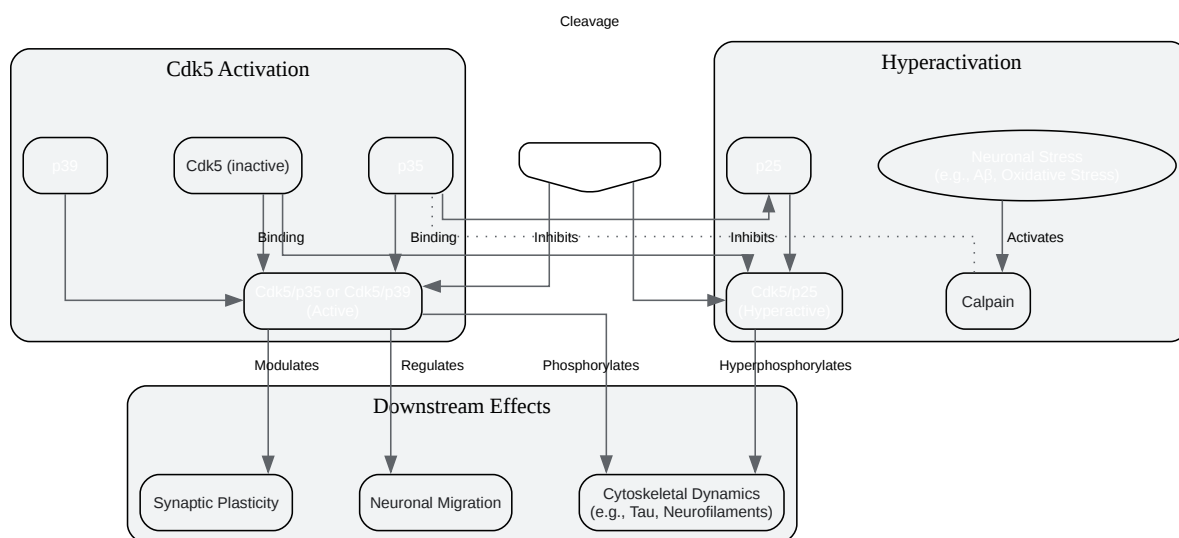 Cleavage
Cdk5 Activation
Hyperactivation
p39
Cdk5 (inactive)
p35
p25
Neuronal Stress
(e.g., Aβ, Oxidative Stress)
Binding
Binding
Inhibits
Inhibits
Activates
Cdk5/p35 or Cdk5/p39
(Active)
Cdk5/p25
(Hyperactive)
Calpain
Modulates
Regulates
Phosphorylates
Hyperphosphorylates
Downstream Effects
Synaptic Plasticity
Neuronal Migration
Cytoskeletal Dynamics
(e.g., Tau, Neurofilaments)